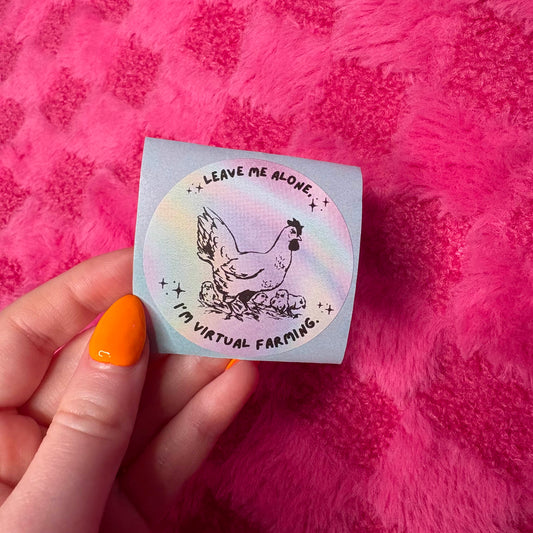 LEAVE ME ALONE,
I'M VIRTUAL FARMING.